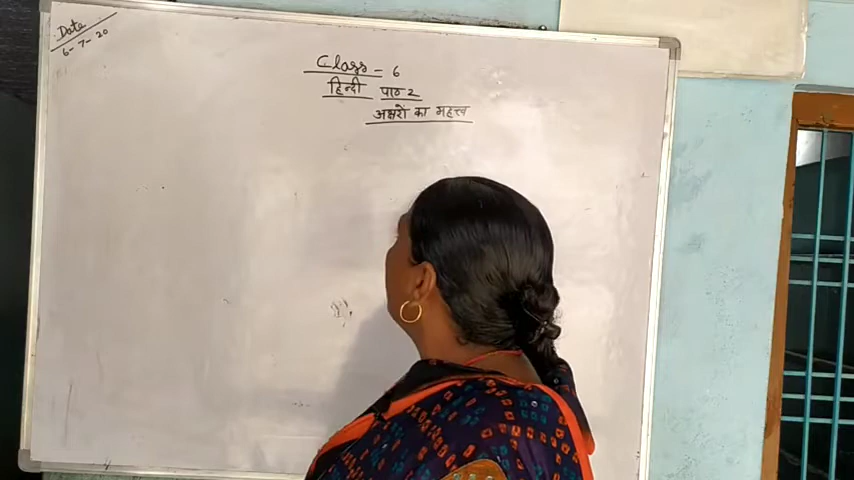 Date
6-7-20
Class - 6
हिन्दी पाठ 2
अक्षरो का महत्त्व